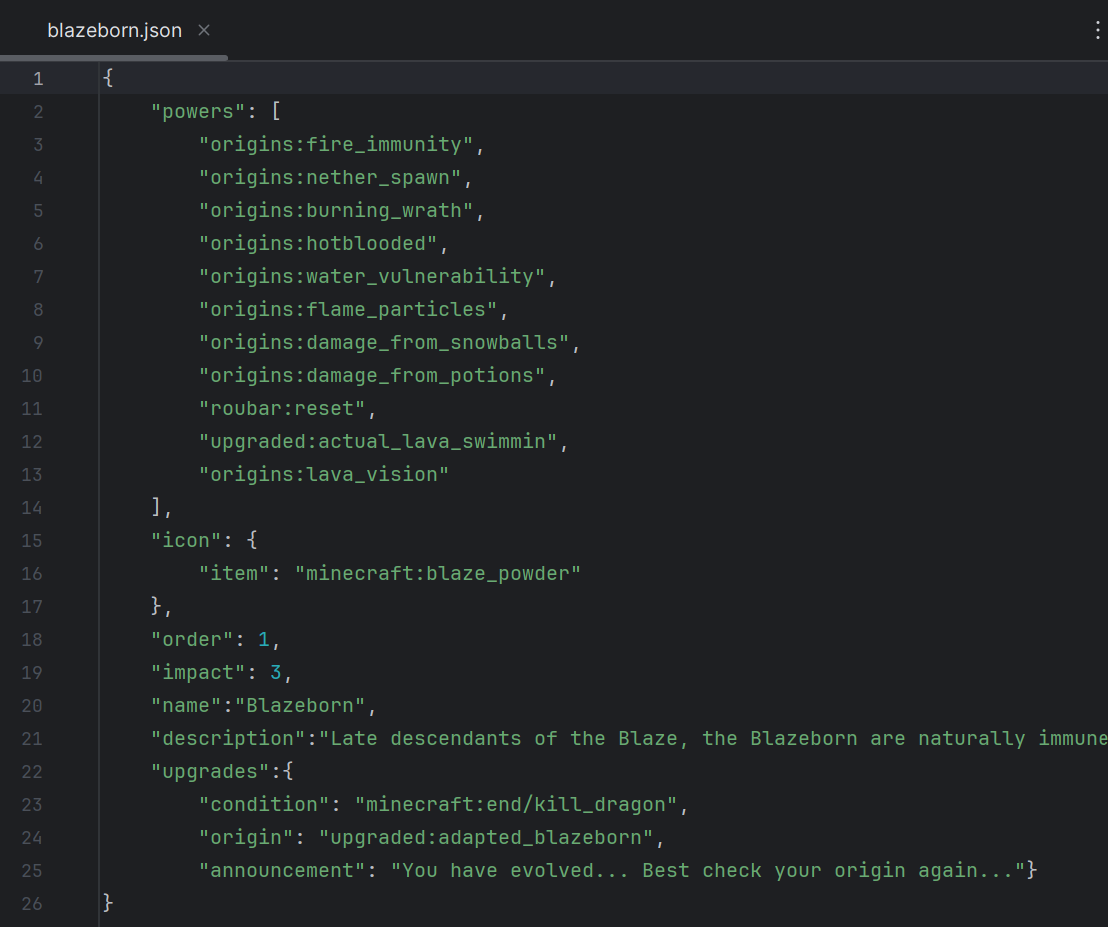 blazeborn.json
1 {
2 "powers": [
3 "origins:fire_immunity",
4 "origins:nether_spawn",
5 "origins:burning_wrath",
6 "origins:hotblooded",
7 "origins:water_vulnerability",
8 "origins:flame_particles",
9 "origins:damage_from_snowballs",
10 "origins:damage_from_potions",
11 "roubar:reset",
12 "upgraded:actual_lava_swimmin",
13 "origins:lava_vision"
14 ],
15 "icon": {
16 "item": "minecraft:blaze_powder"
17 },
18 "order": 1,
19 "impact": 3,
20 "name":"Blazeborn",
21 "description":"Late descendants of the Blaze, the Blazeborn are naturally immune
22 "upgrades":{
23 "condition": "minecraft:end/kill_dragon",
24 "origin": "upgraded:adapted_blazeborn",
25 "announcement": "You have evolved... Best check your origin again..."}
26 }